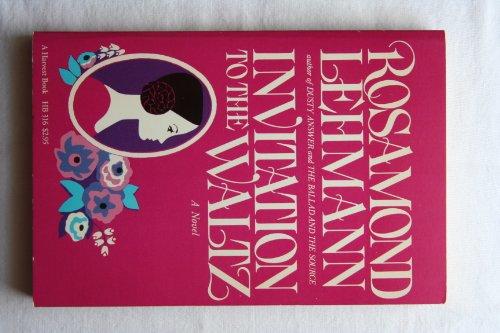 ROSAMOND
LEHMANN
author of DUSTY ANSWER and THE BALLAD AND THE SOURCE
INVITATION
TO THE WALTZ
A Novel
A Harvest Book HB 316 $2.95